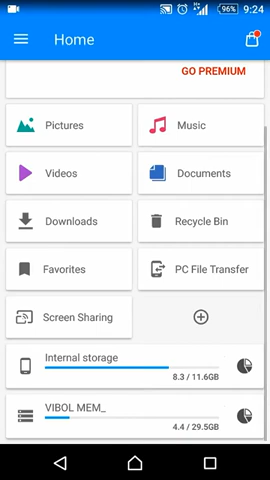 96% 9:24
Home
GO PREMIUM
Pictures
Music
Videos
Documents
Downloads
Recycle Bin
Favorites
PC File Transfer
Screen Sharing
Internal storage
8.3 / 11.6GB
VIBOL MEM_
4.4 / 29.5GB